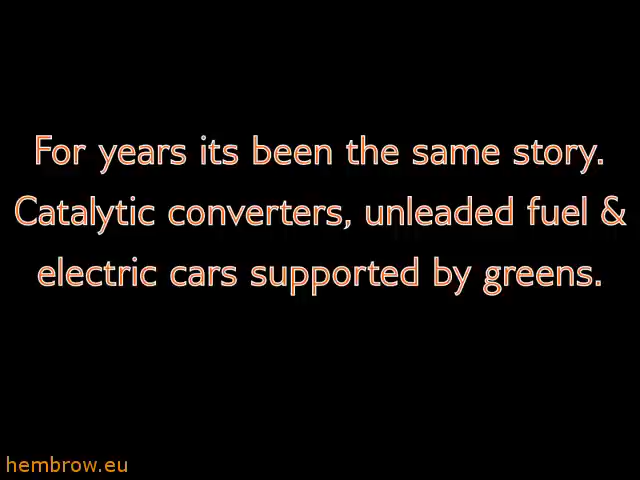 For years its been the same story.
Catalytic converters, unleaded fuel &
electric cars supported by greens.
hembrow.eu